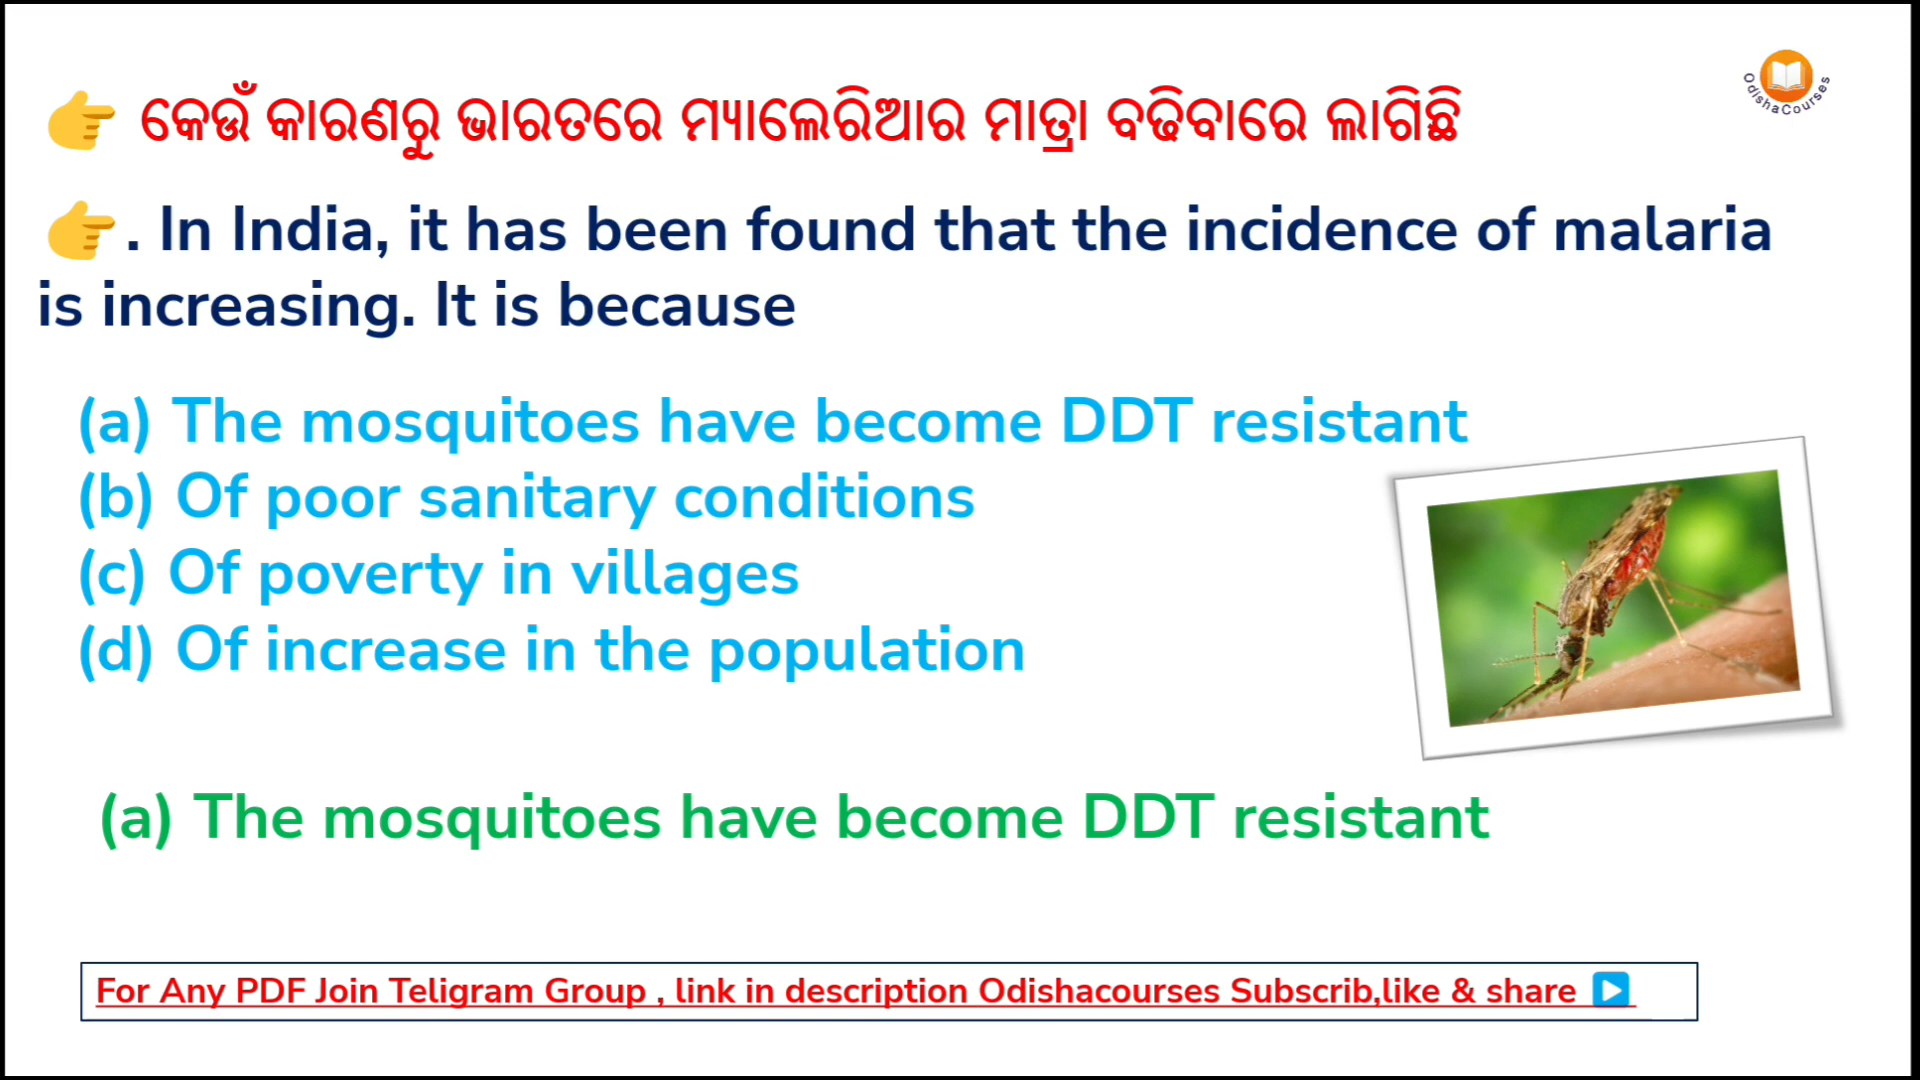 OdishaCourses
👉 କେଉଁ କାରଣରୁ ଭାରତରେ ମ୍ୟାଲେରିଆର ମାତ୍ରା ବଢିବାରେ ଲାଗିଛି
👉. In India, it has been found that the incidence of malaria
is increasing. It is because
(a) The mosquitoes have become DDT resistant
(b) Of poor sanitary conditions
(c) Of poverty in villages
(d) Of increase in the population
(a) The mosquitoes have become DDT resistant
For Any PDF Join Teligram Group , link in description Odishacourses Subscrib,like & share ▶️